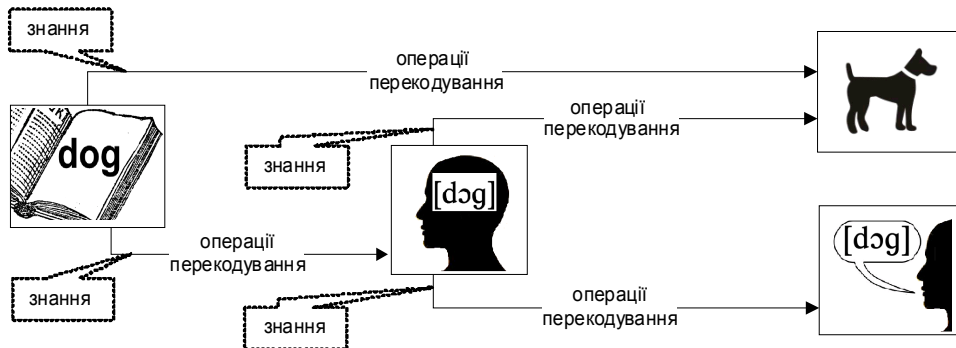 знання
операції
перекодування
операції
перекодування
dog
знання
[dɔg]
[dɔg]
операції
перекодування
знання
операції
перекодування
знання